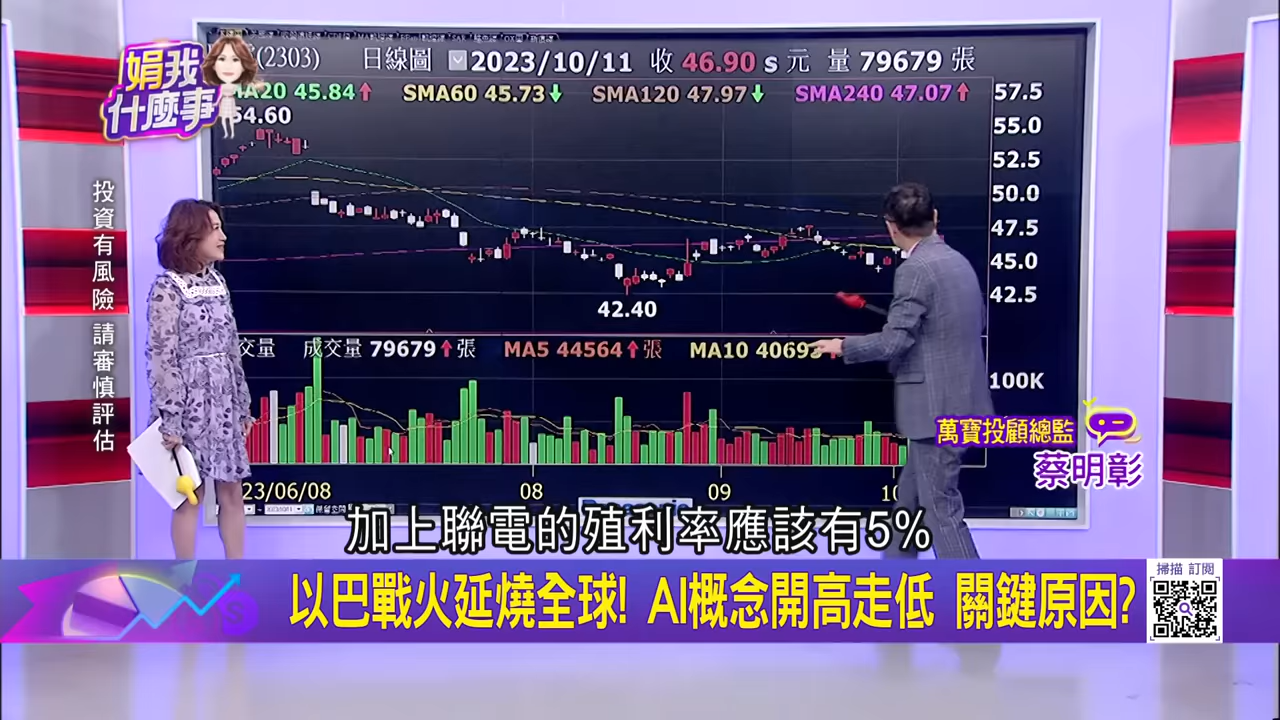 娟我
什麼事
(2303) 日線圖 2023/10/11 收 46.90 s 元 量 79679 張
MA20 45.84↑ SMA60 45.73↓ SMA120 47.97↓ SMA240 47.07↑
54.60
57.5
55.0
52.5
50.0
47.5
45.0
42.5
42.40
投資有風險 請審慎評估
交量 成交量 79679↑張 MA5 44564↑張 MA10 40693↑
100K
萬寶投顧總監
蔡明彰
23/06/08 08 09 10
加上聯電的殖利率應該有5%
掃描 訂閱
以巴戰火延燒全球! AI概念開高走低 關鍵原因?